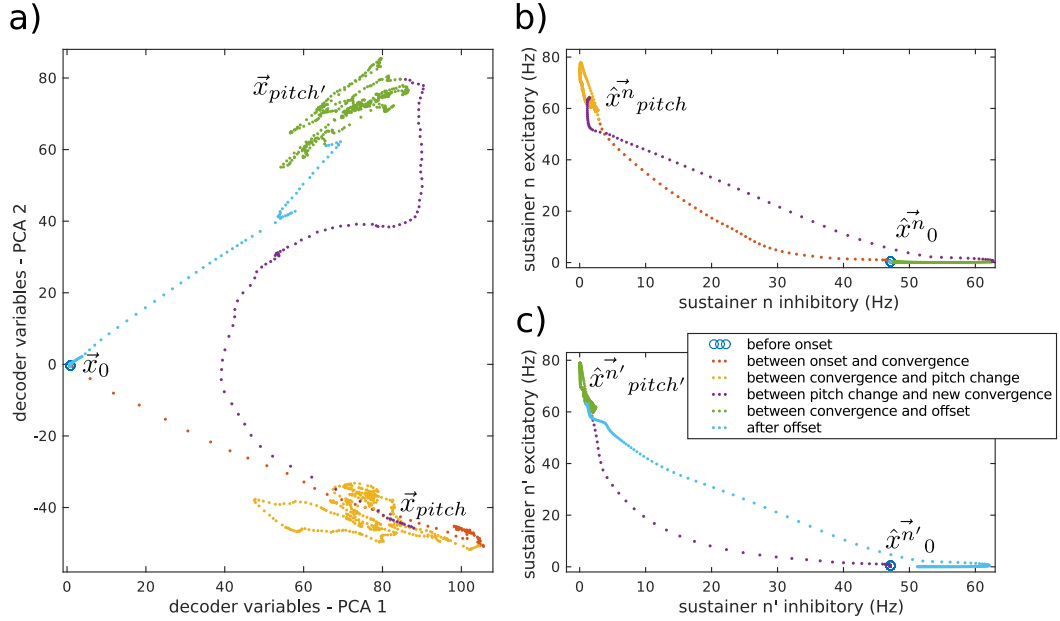 a)
decoder variables - PCA 2
80
60
40
20
0
-20
-40
0
20
40
60
80
100
decoder variables - PCA 1
x⃗pitch′
x⃗0
x⃗pitch
b)
sustainer n excitatory (Hz)
80
60
40
20
0
0
10
20
30
40
50
60
sustainer n inhibitory (Hz)
x̂⃗ⁿpitch
x̂⃗ⁿ0
c)
sustainer n' excitatory (Hz)
80
60
40
20
0
0
10
20
30
40
50
60
sustainer n' inhibitory (Hz)
x̂⃗ⁿ′pitch′
x̂⃗ⁿ′0
before onset
between onset and convergence
between convergence and pitch change
between pitch change and new convergence
between convergence and offset
after offset